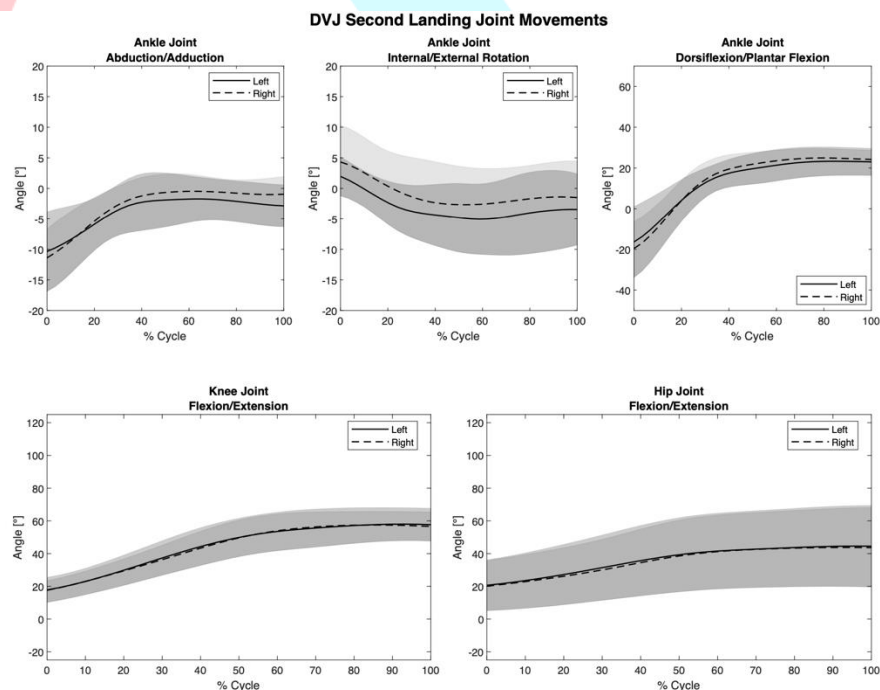 DVJ Second Landing Joint Movements
Ankle Joint
Abduction/Adduction
20
15
10
5
0
-5
-10
-15
-20
Angle [°]
0 20 40 60 80 100
% Cycle
Left
Right
Ankle Joint
Internal/External Rotation
20
15
10
5
0
-5
-10
-15
-20
Angle [°]
0 20 40 60 80 100
% Cycle
Left
Right
Ankle Joint
Dorsiflexion/Plantar Flexion
60
40
20
0
-20
-40
Angle [°]
0 20 40 60 80 100
% Cycle
Left
Right
Knee Joint
Flexion/Extension
120
100
80
60
40
20
0
-20
Angle [°]
0 10 20 30 40 50 60 70 80 90 100
% Cycle
Left
Right
Hip Joint
Flexion/Extension
120
100
80
60
40
20
0
-20
Angle [°]
0 10 20 30 40 50 60 70 80 90 100
% Cycle
Left
Right